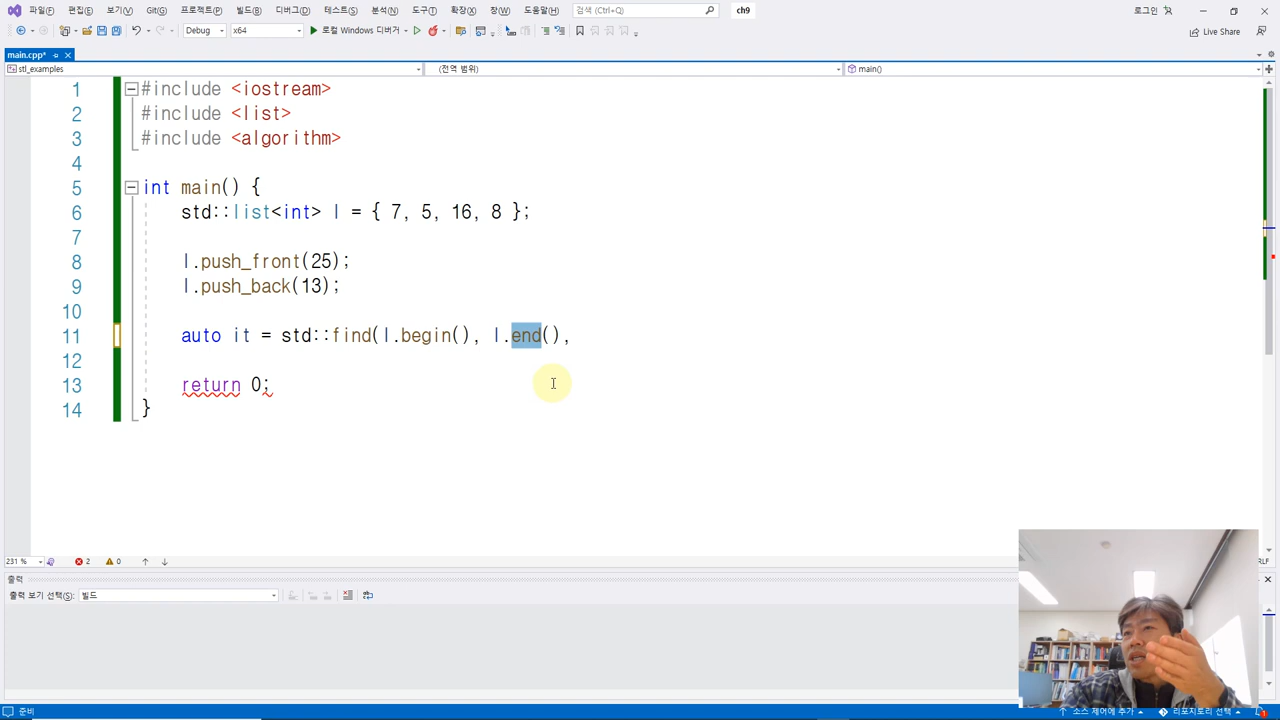 파일(F) 편집(E) 보기(V) Git(G) 프로젝트(P) 빌드(B) 디버그(D) 테스트(S) 분석(N) 도구(T) 확장(X) 창(W) 도움말(H) 검색 (Ctrl+Q) ch9 로그인
Debug x64 로컬 Windows 디버거 Live Share
main.cpp*
stl_examples (전역 범위) main()
1 #include <iostream>
2 #include <list>
3 #include <algorithm>
4
5 int main() {
6 std::list<int> l = { 7, 5, 16, 8 };
7
8 l.push_front(25);
9 l.push_back(13);
10
11 auto it = std::find(l.begin(), l.end(),
12
13 return 0;
14 }
231 % 2 0
출력
출력 보기 선택(S): 빌드
준비 소스 제어에 추가 리포지토리 선택 1